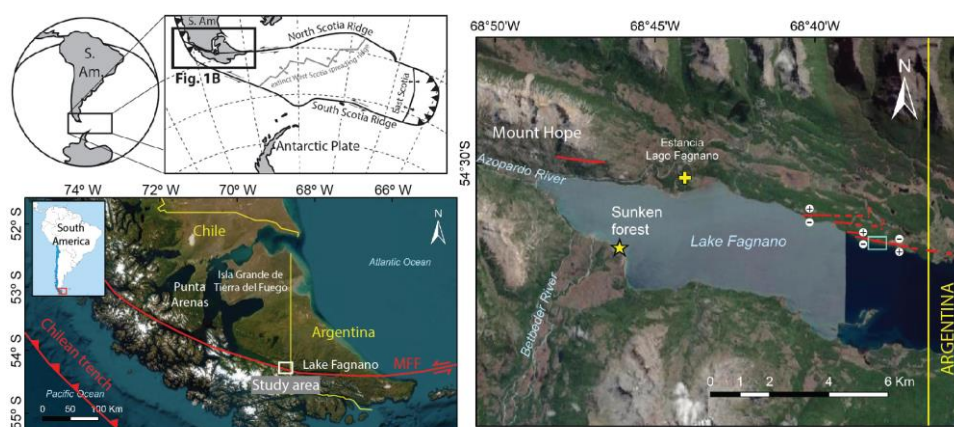 S.
Am.
S. Am.
North Scotia Ridge
Fig. 1B
extinct West Scotia spreading ridge
East Scotia
South Scotia Ridge
Antarctic Plate
74° W
72° W
70° W
69° W
66° W
52° S
53° S
54° S
55° S
South
America
Chile
N
Atlantic Ocean
Isla Grande de
Tierra del Fuego
Punta
Arenas
Argentina
Chilean trench
Lake Fagnano
MFF
Study area
Pacific Ocean
0 50 100 Km
68°50' W
68°45' W
68°40' W
54°30' S
N
Mount Hope
Estancia
Lago Fagnano
Azopardo River
Sunken
forest
Lake Fagnano
Betbeder River
ARGENTINA
0 1 2 4 6 Km